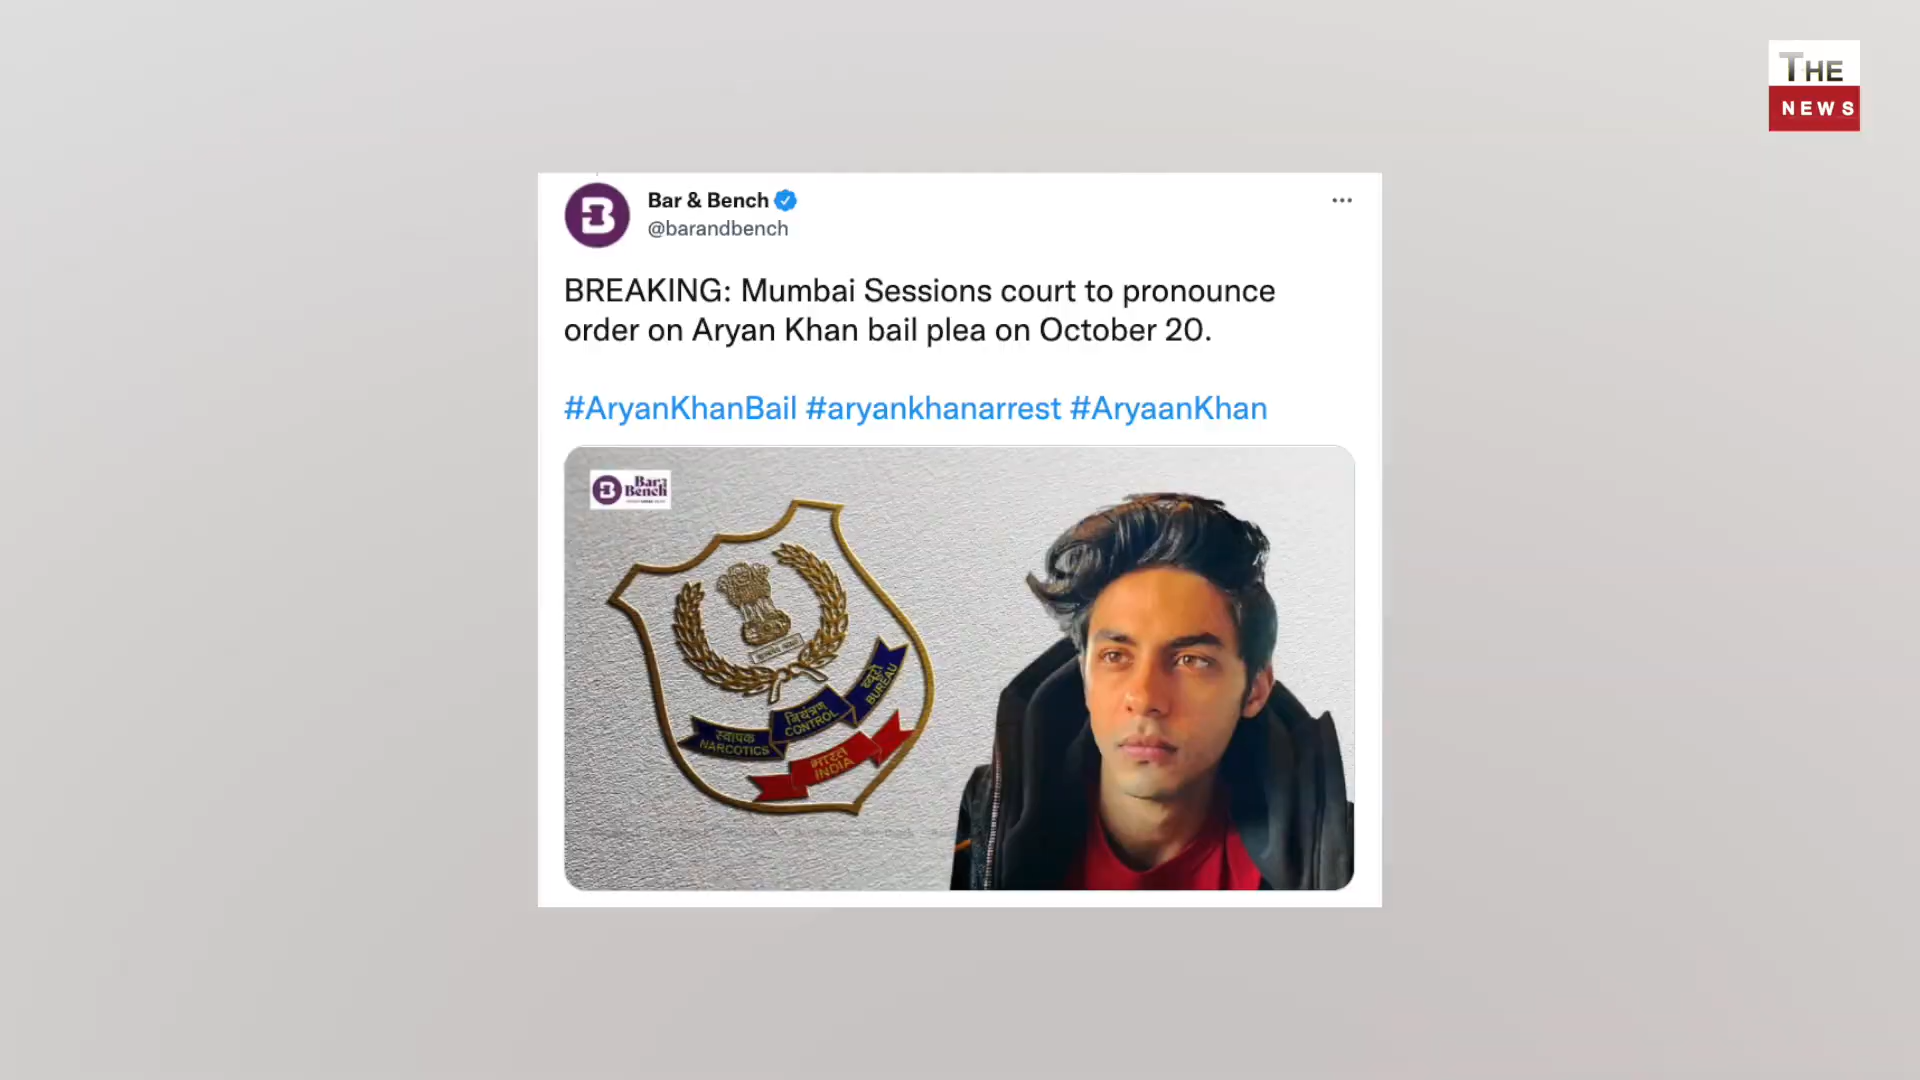 THE
NEWS
Bar & Bench
@barandbench
BREAKING: Mumbai Sessions court to pronounce
order on Aryan Khan bail plea on October 20.
#AryanKhanBail #aryankhanarrest #AryaanKhan
Bar&
Bench
स्वापक
NARCOTICS
नियंत्रण
CONTROL
ब्यूरो
BUREAU
भारत
INDIA